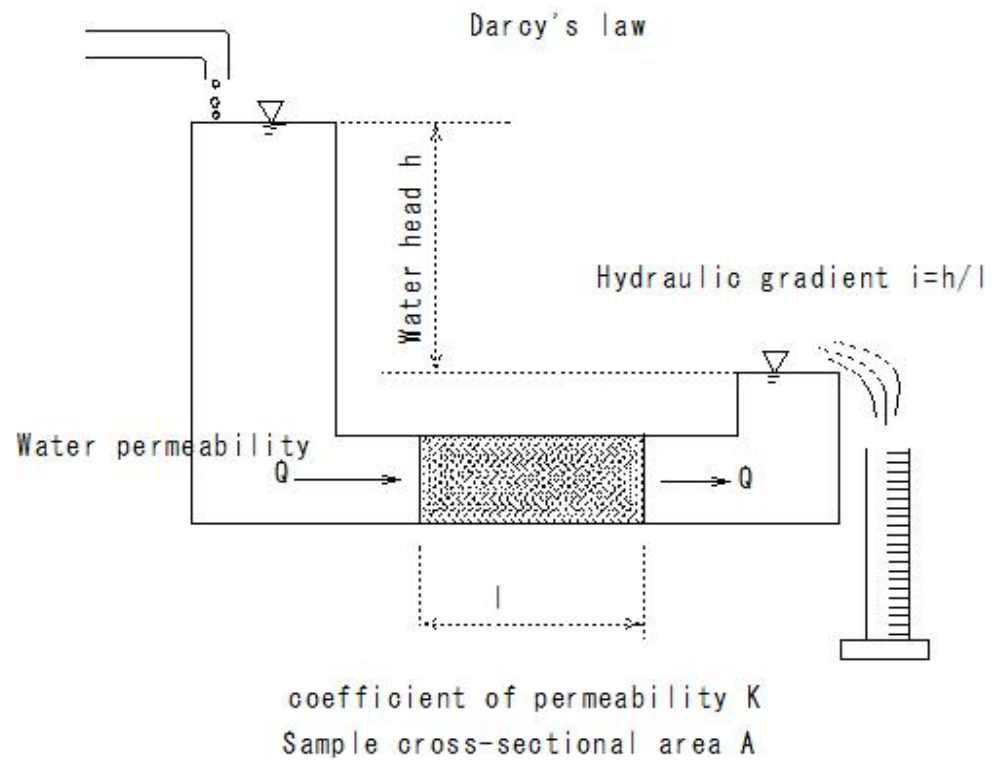 Darcy's law
Water head h
Hydraulic gradient i=h/l
Water permeability
Q
Q
l
coefficient of permeability K
Sample cross-sectional area A